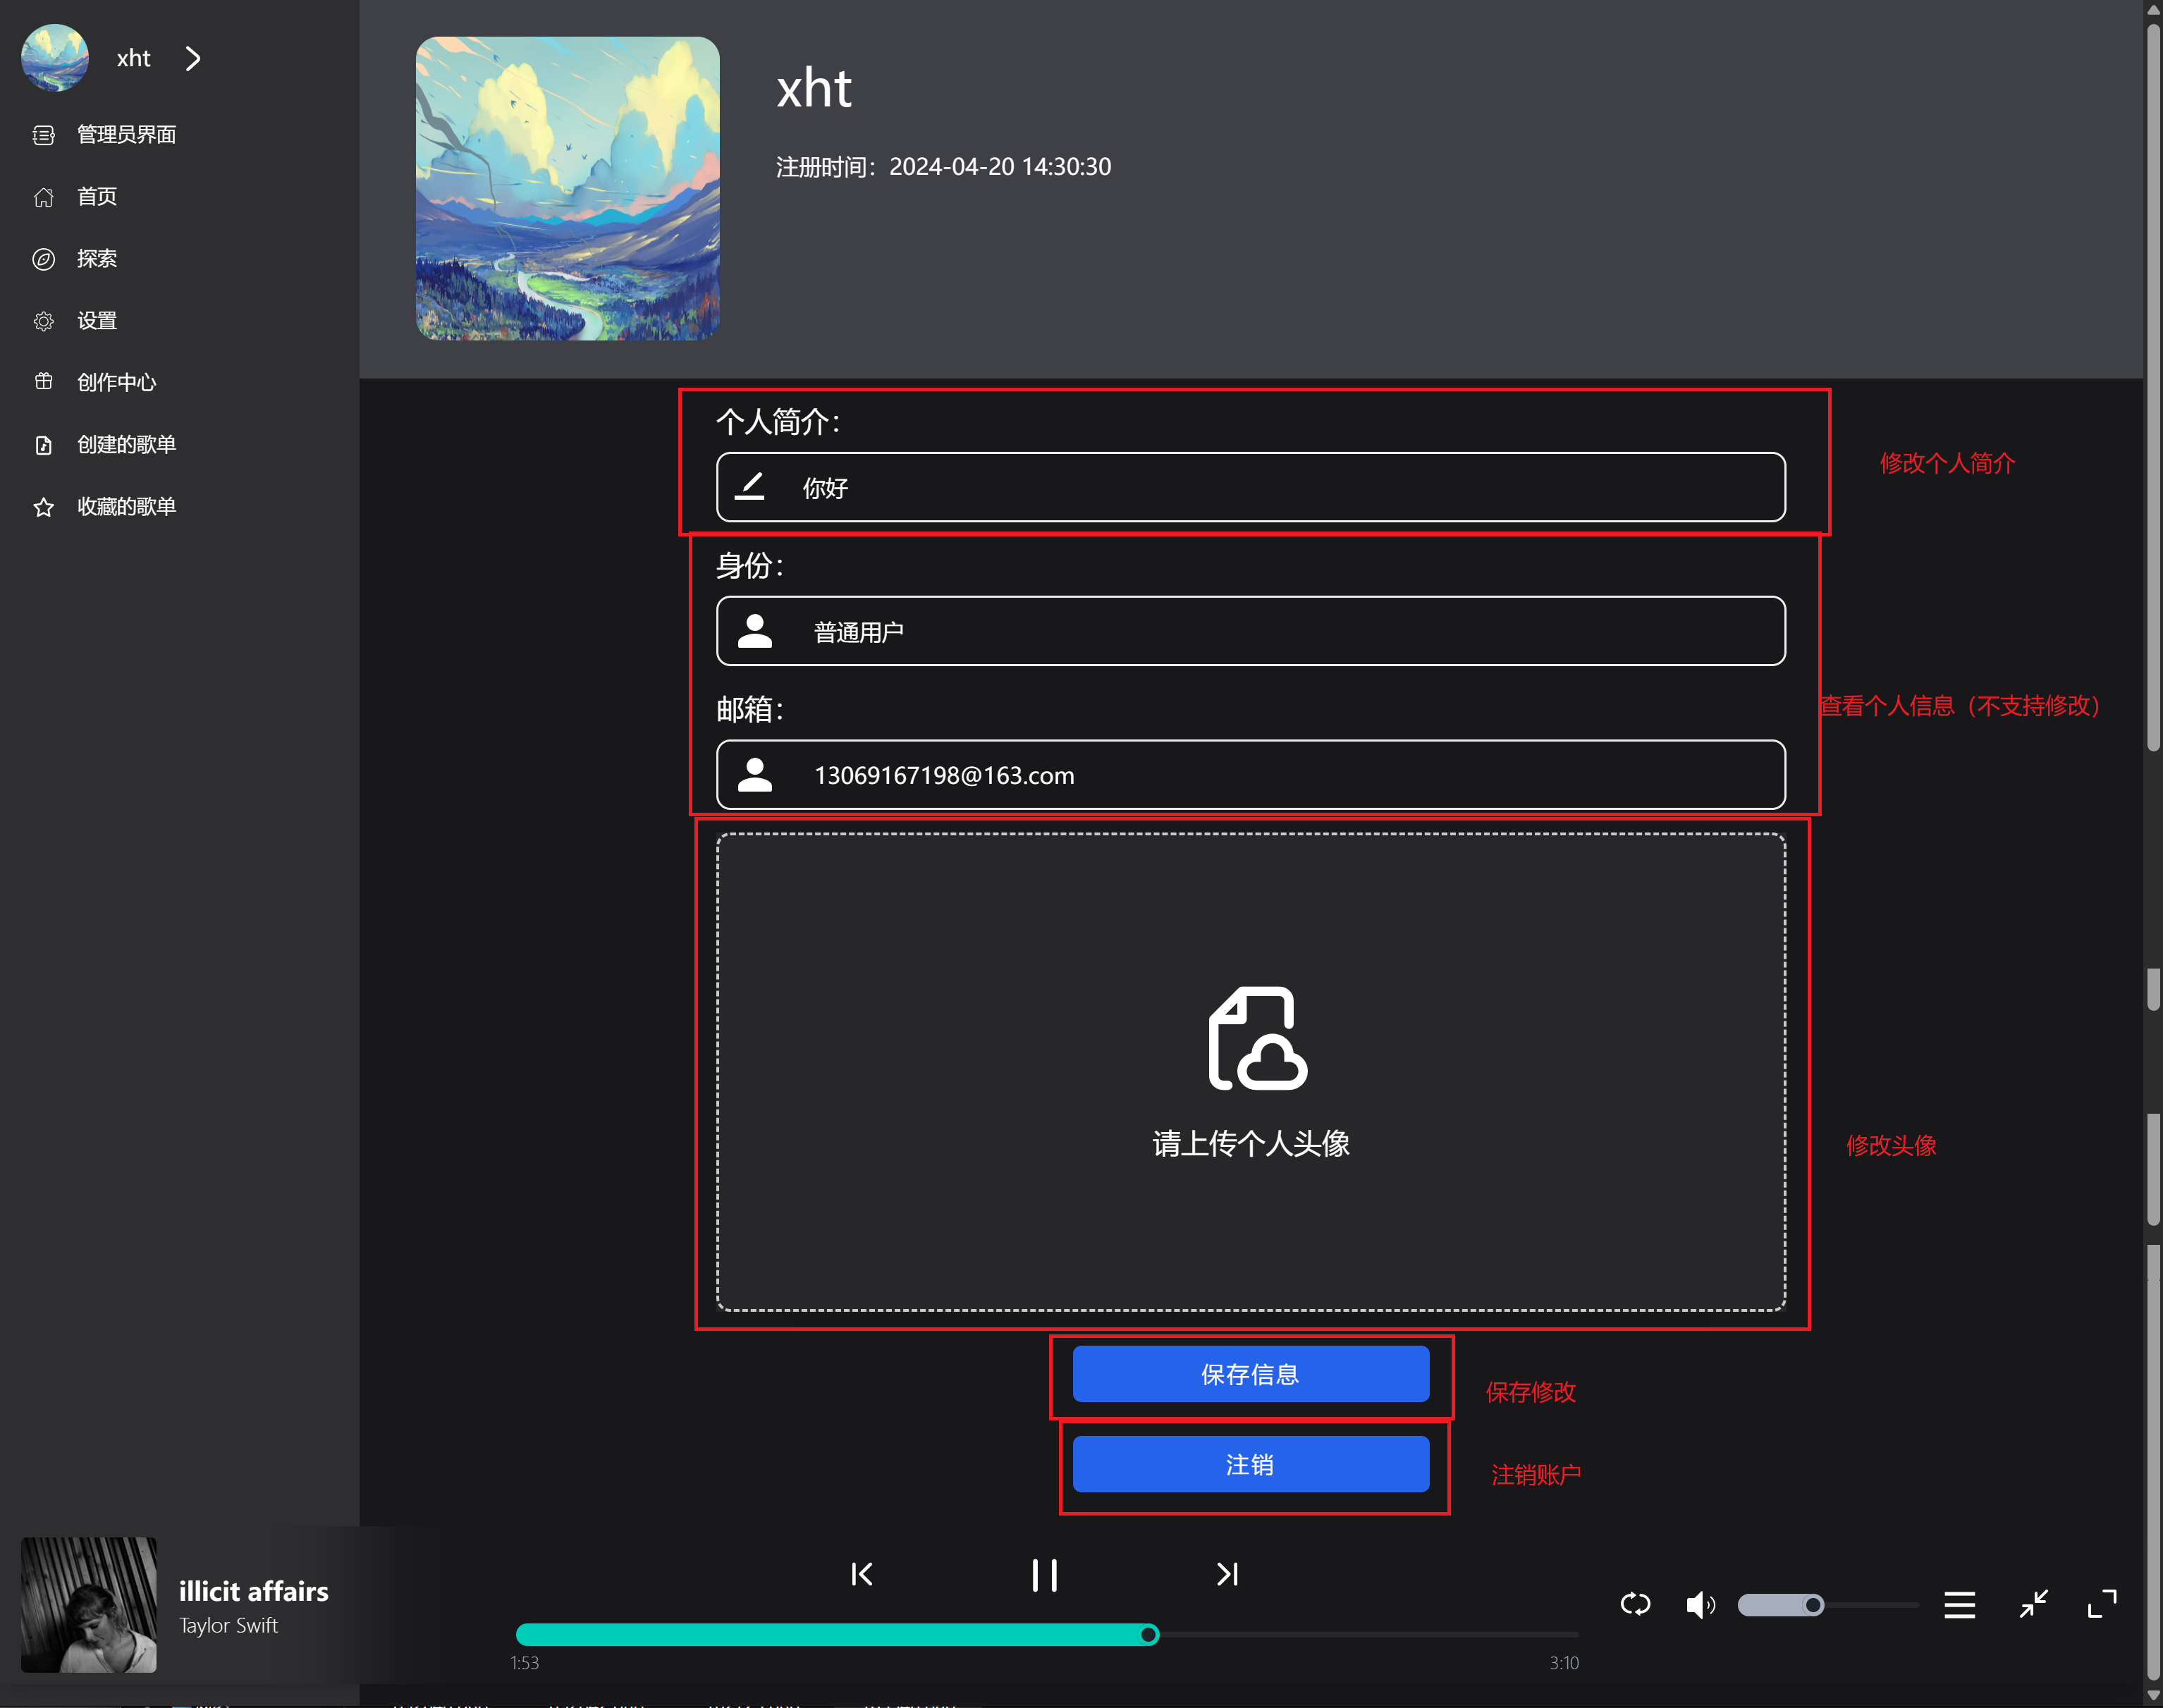 xht
管理员界面
首页
探索
设置
创作中心
创建的歌单
收藏的歌单
xht
注册时间：2024-04-20 14:30:30
个人简介：
你好
修改个人简介
身份：
普通用户
邮箱：
13069167198@163.com
查看个人信息（不支持修改）
请上传个人头像
修改头像
保存信息
保存修改
注销
注销账户
illicit affairs
Taylor Swift
1:53
3:10